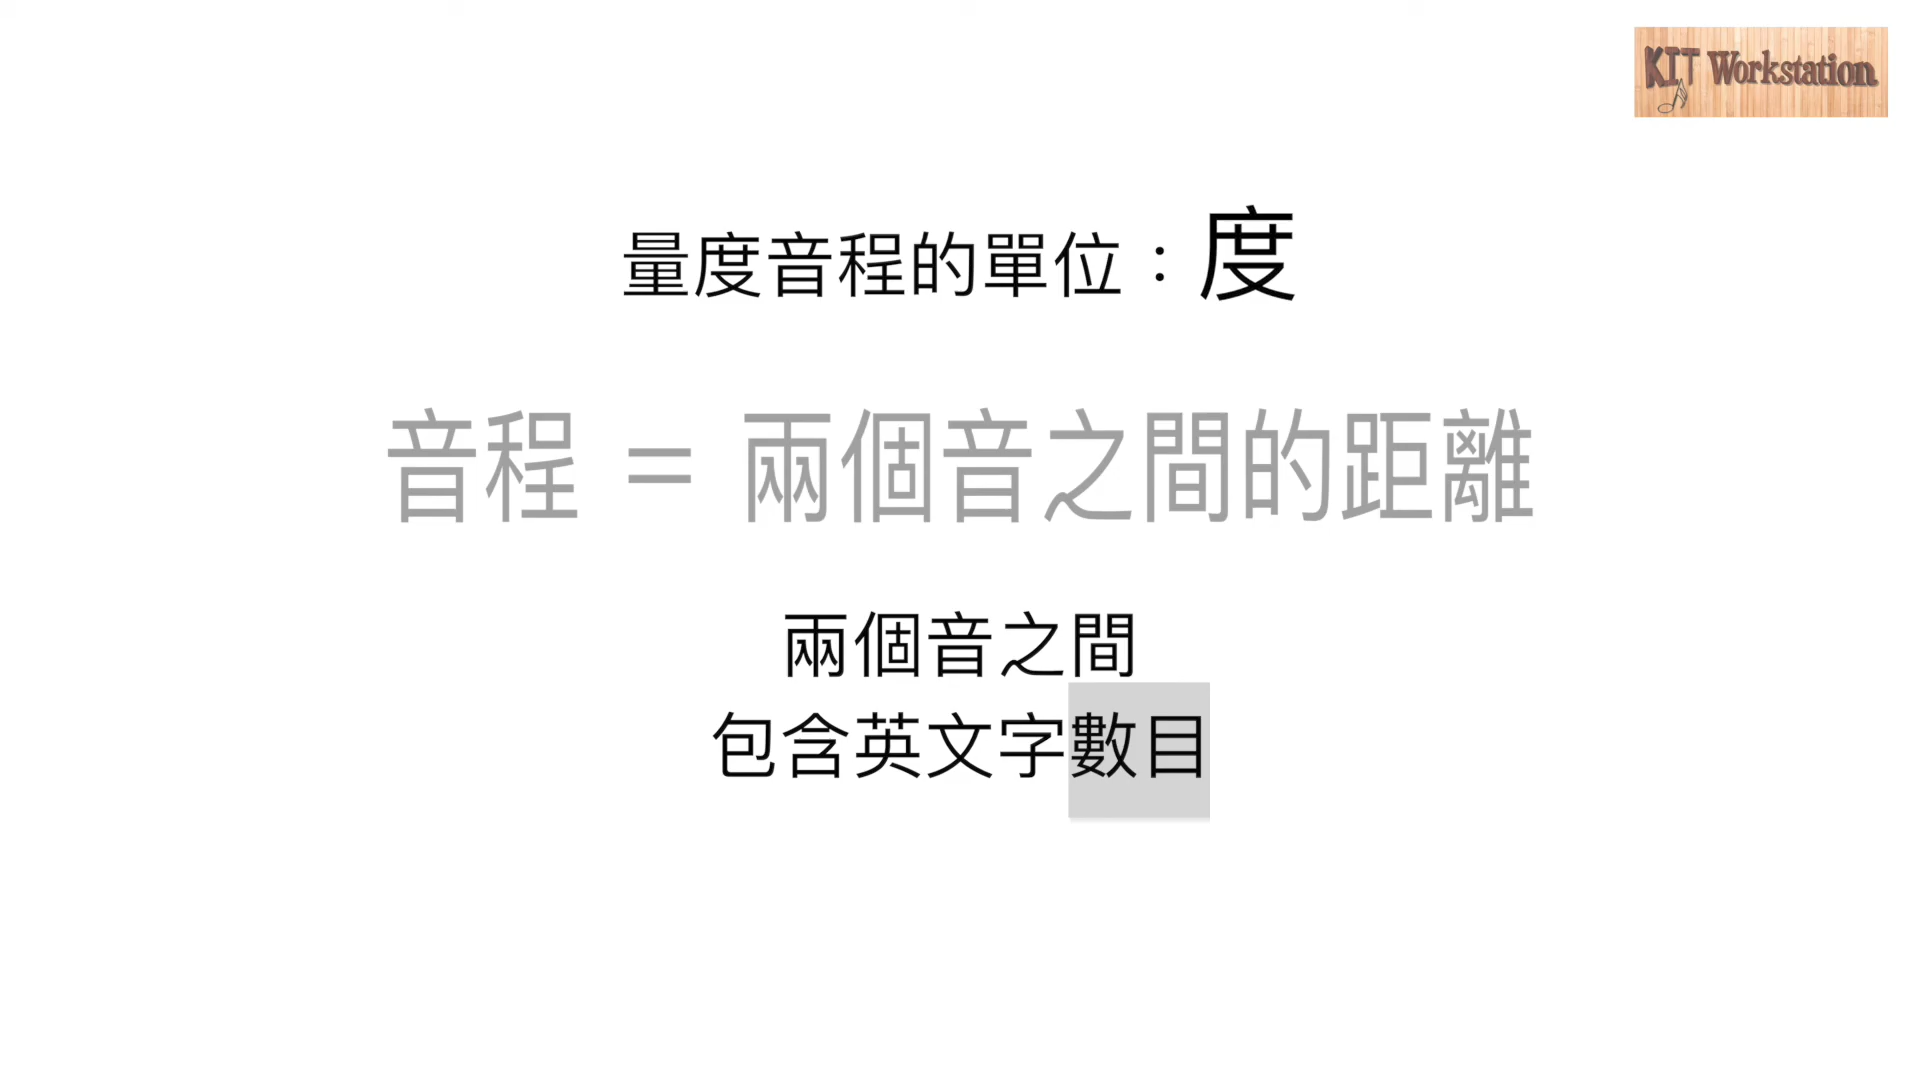 KIT Workstation
量度音程的單位：度
音程 = 兩個音之間的距離
兩個音之間
包含英文字數目